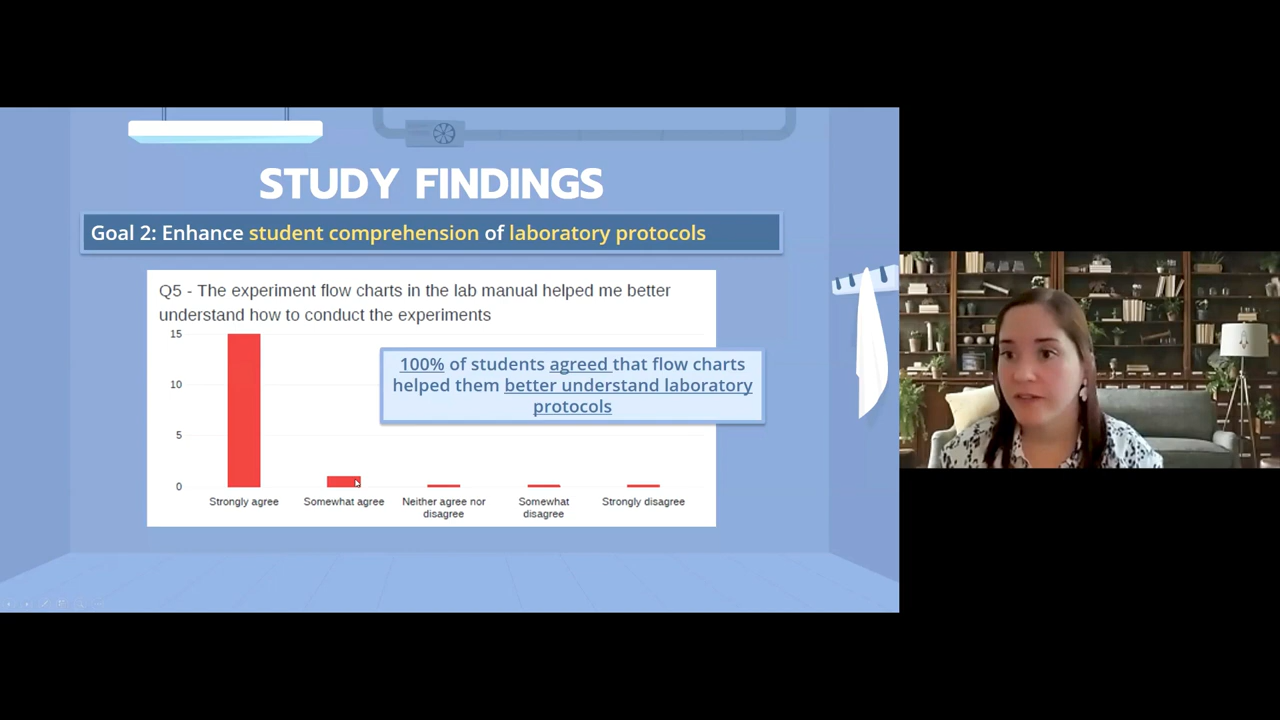 STUDY FINDINGS
Goal 2: Enhance student comprehension of laboratory protocols
Q5 - The experiment flow charts in the lab manual helped me better
understand how to conduct the experiments
15
10
5
0
100% of students agreed that flow charts
helped them better understand laboratory
protocols
Strongly agree
Somewhat agree
Neither agree nor
disagree
Somewhat
disagree
Strongly disagree